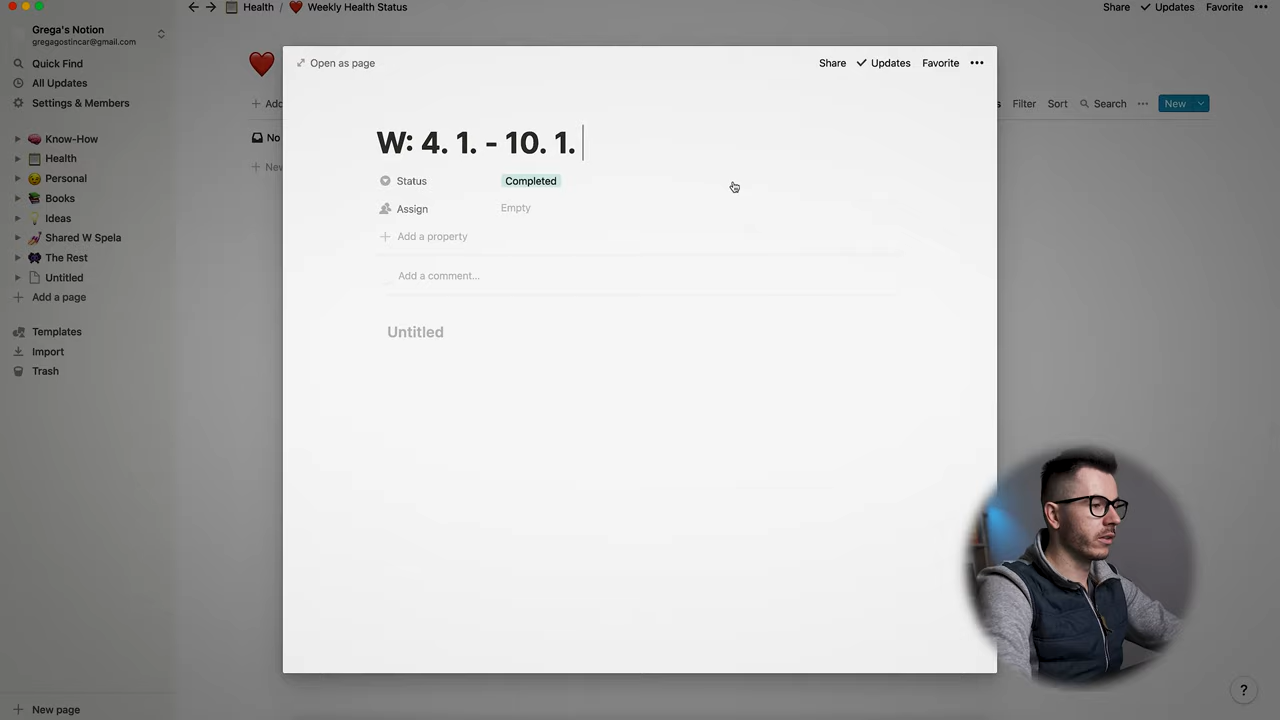 Health / Weekly Health Status
Share Updates Favorite
Grega's Notion
gregagostincar@gmail.com
Quick Find
All Updates
Settings & Members
Know-How
Health
Personal
Books
Ideas
Shared W Spela
The Rest
Untitled
Add a page
Templates
Import
Trash
New page
Add
No
New
Filter Sort Search New
Open as page
Share Updates Favorite
W: 4. 1. - 10. 1.
Status Completed
Assign Empty
Add a property
Add a comment...
Untitled
?